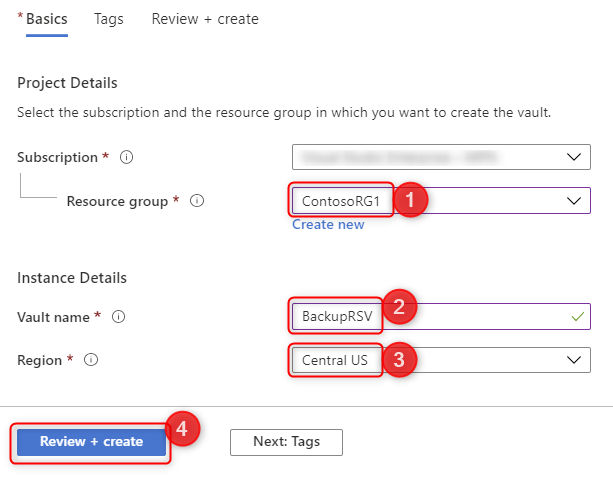 * Basics Tags Review + create
Project Details
Select the subscription and the resource group in which you want to create the vault.
Subscription *
Resource group * ContosoRG1 1
Create new
Instance Details
Vault name * BackupRSV 2
Region * Central US 3
Review + create 4 Next: Tags